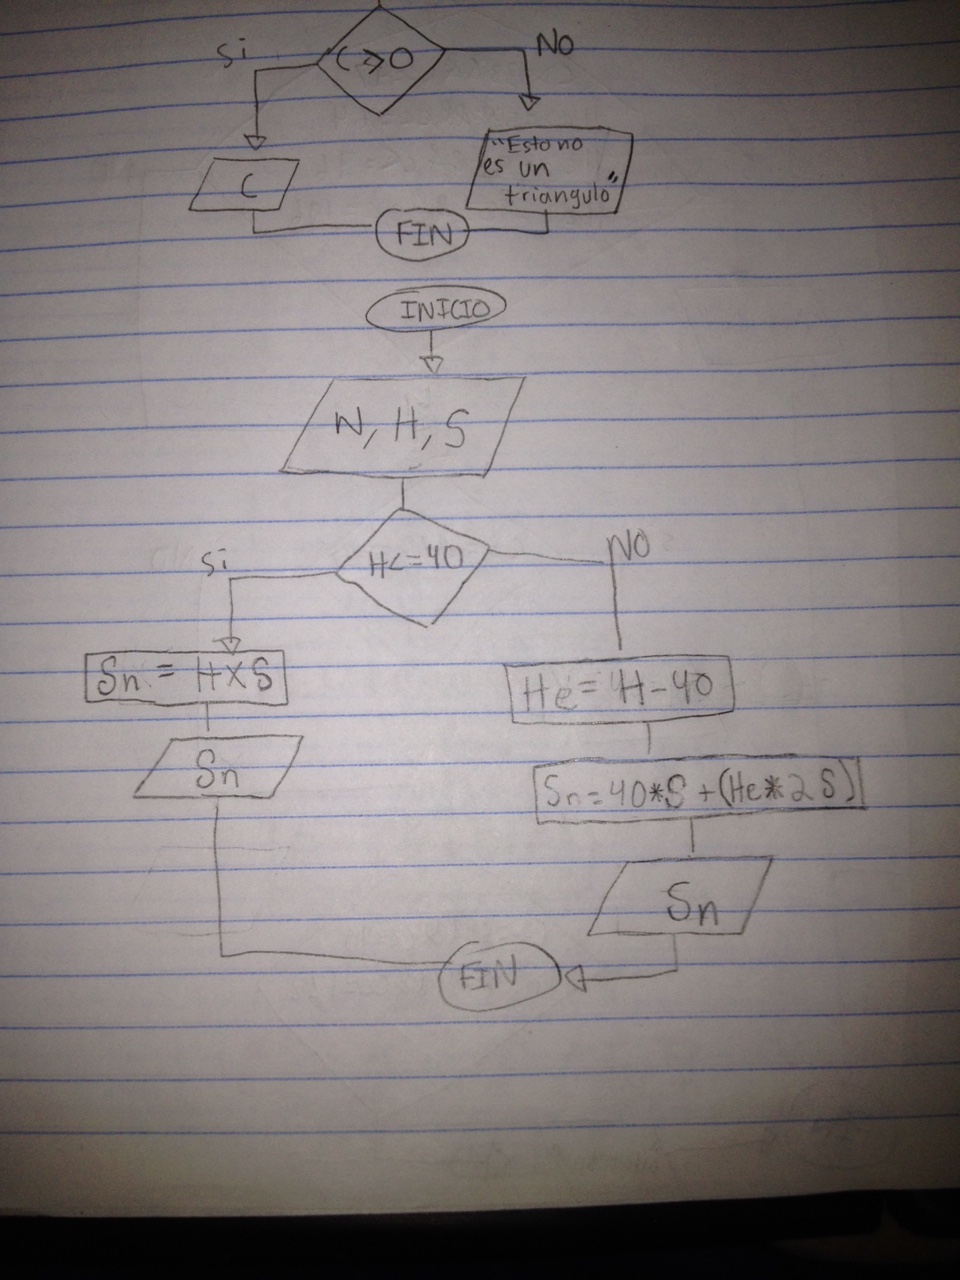 Si
C >= 0
NO
C
"Esto no
es un
triangulo"
FIN
INICIO
N, H, S
Si
H<=40
NO
Sn = H x S
He = H - 40
Sn
Sn = 40*S + (He*2S)
Sn
FIN